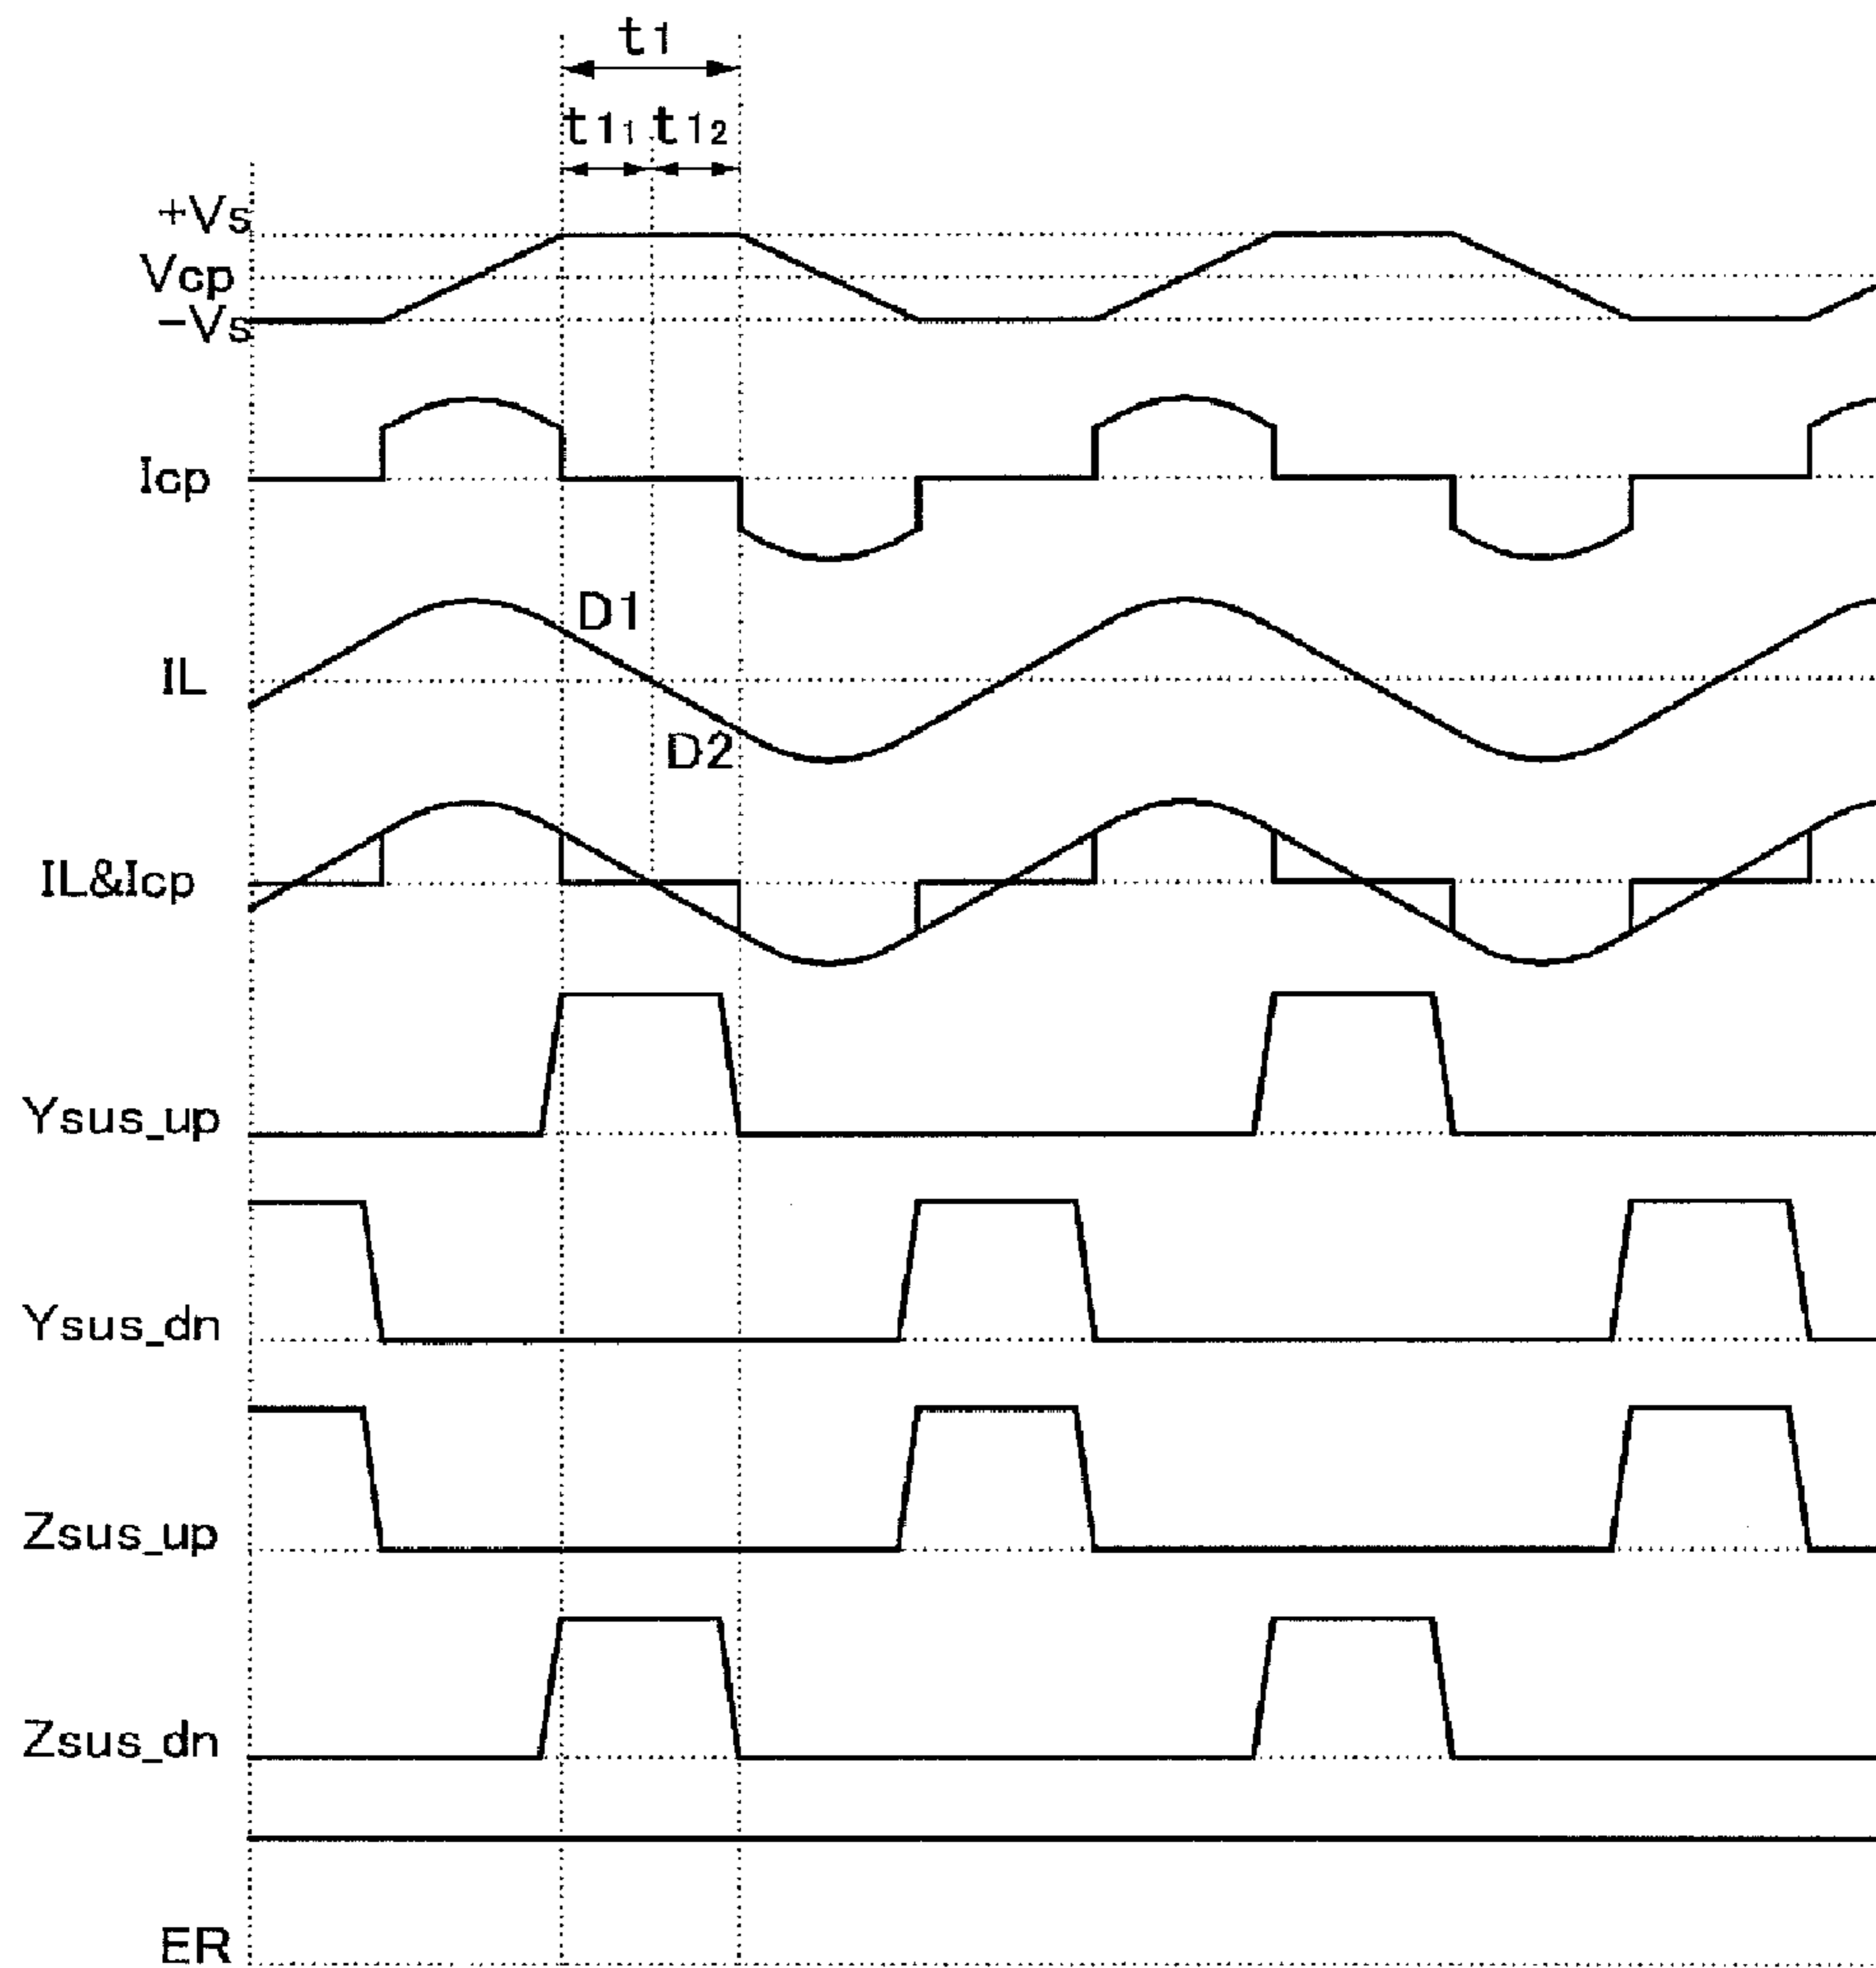 t1
t1₁ t1₂
+Vs
Vcp
-Vs
Icp
D1
IL
D2
IL&Icp
Ysus_up
Ysus_dn
Zsus_up
Zsus_dn
ER